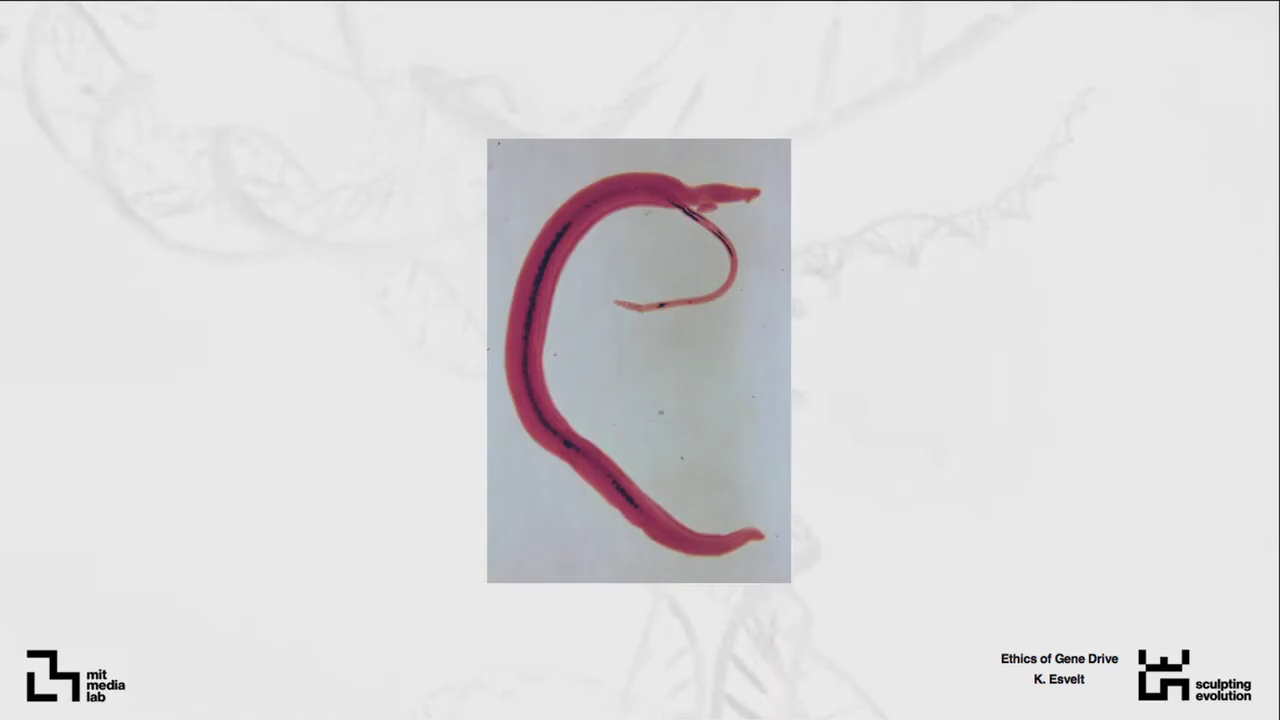 mit
media
lab
Ethics of Gene Drive
K. Esvelt
sculpting
evolution